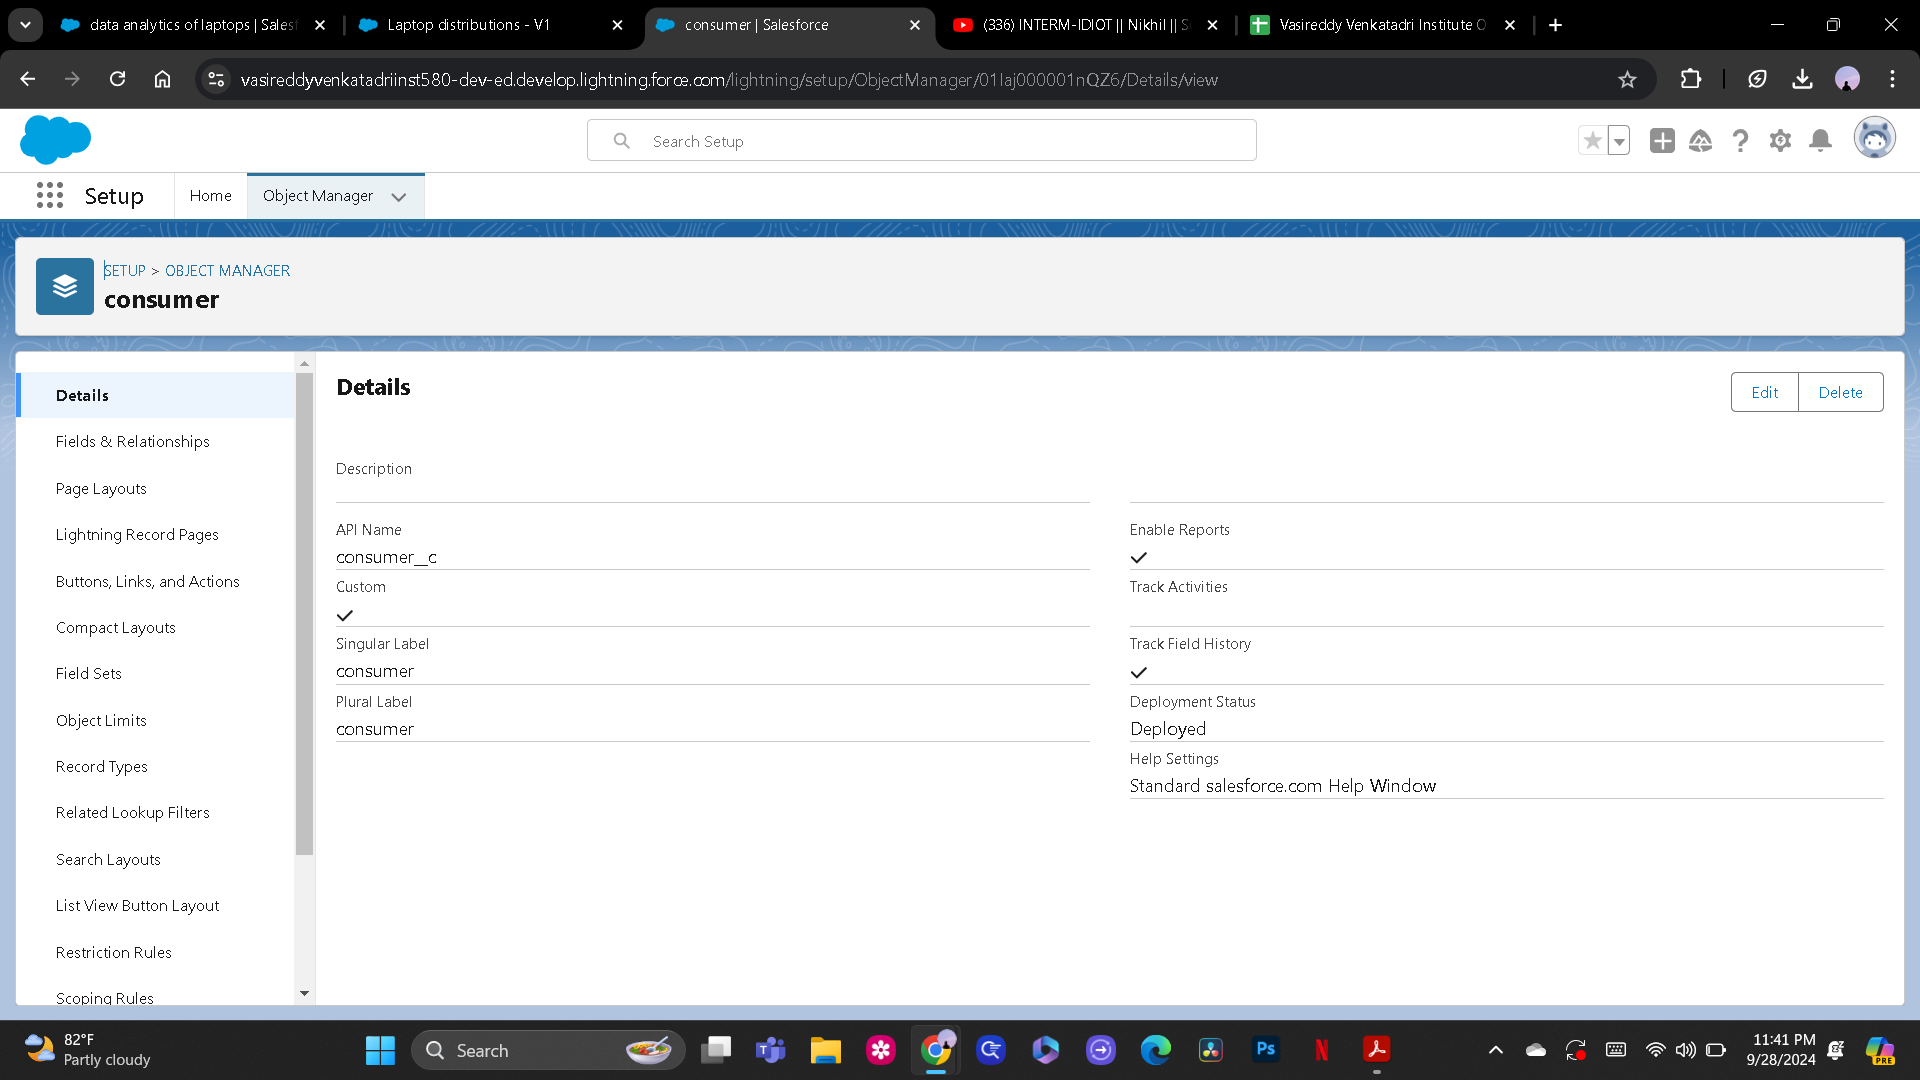 data analytics of laptops | Sales
Laptop distributions - V1
consumer | Salesforce
(336) INTERM-IDIOT || Nikhil || S
Vasireddy Venkatadri Institute O
vasireddyvenkatadriinst580-dev-ed.develop.lightning.force.com/lightning/setup/ObjectManager/01Iaj000001nQZ6/Details/view
Search Setup
Setup
Home
Object Manager
SETUP > OBJECT MANAGER
consumer
Details
Fields & Relationships
Page Layouts
Lightning Record Pages
Buttons, Links, and Actions
Compact Layouts
Field Sets
Object Limits
Record Types
Related Lookup Filters
Search Layouts
List View Button Layout
Restriction Rules
Scoping Rules
Details
Edit
Delete
Description
API Name
consumer__c
Custom
Singular Label
consumer
Plural Label
consumer
Enable Reports
Track Activities
Track Field History
Deployment Status
Deployed
Help Settings
Standard salesforce.com Help Window
82°F
Partly cloudy
Search
Ps
PRE
11:41 PM
9/28/2024